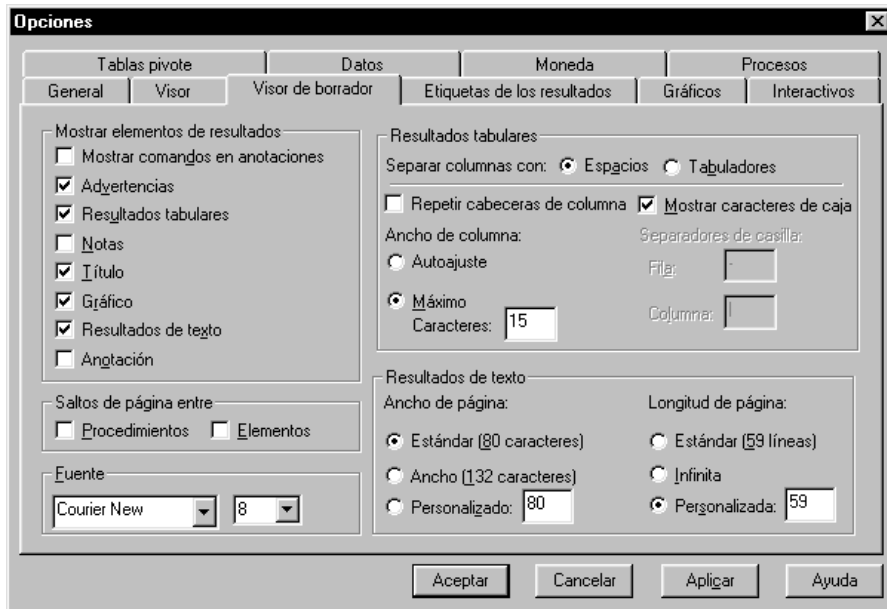 Opciones
Tablas pivote
Datos
Moneda
Procesos
General
Visor
Visor de borrador
Etiquetas de los resultados
Gráficos
Interactivos
Mostrar elementos de resultados
Mostrar comandos en anotaciones
Advertencias
Resultados tabulares
Notas
Título
Gráfico
Resultados de texto
Anotación
Saltos de página entre
Procedimientos
Elementos
Fuente
Courier New
8
Resultados tabulares
Separar columnas con:
Espacios
Tabuladores
Repetir cabeceras de columna
Mostrar caracteres de caja
Ancho de columna:
Autoajuste
Máximo
Caracteres:
15
Separadores de casilla:
Fila:
-
Columna:
|
Resultados de texto
Ancho de página:
Estándar (80 caracteres)
Ancho (132 caracteres)
Personalizado:
80
Longitud de página:
Estándar (59 líneas)
Infinita
Personalizada:
59
Aceptar
Cancelar
Aplicar
Ayuda